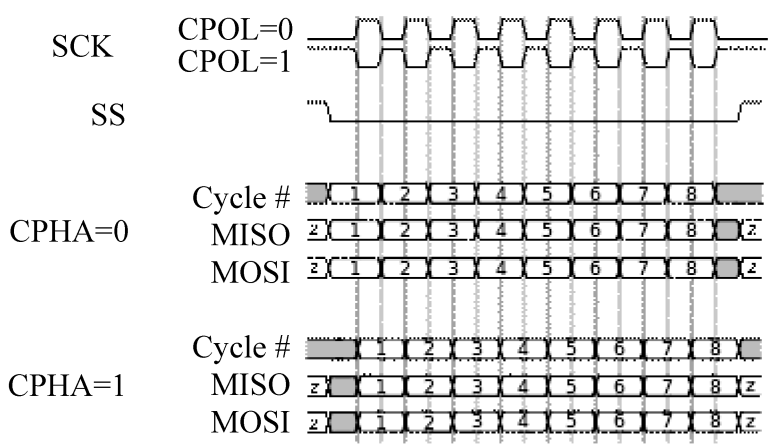 SCK CPOL=0
CPOL=1
SS
Cycle # 1 2 3 4 5 6 7 8
CPHA=0
MISO z 1 2 3 4 5 6 7 8 z
MOSI z 1 2 3 4 5 6 7 8 z
Cycle # 1 2 3 4 5 6 7 8
CPHA=1
MISO z 1 2 3 4 5 6 7 8 z
MOSI z 1 2 3 4 5 6 7 8 z